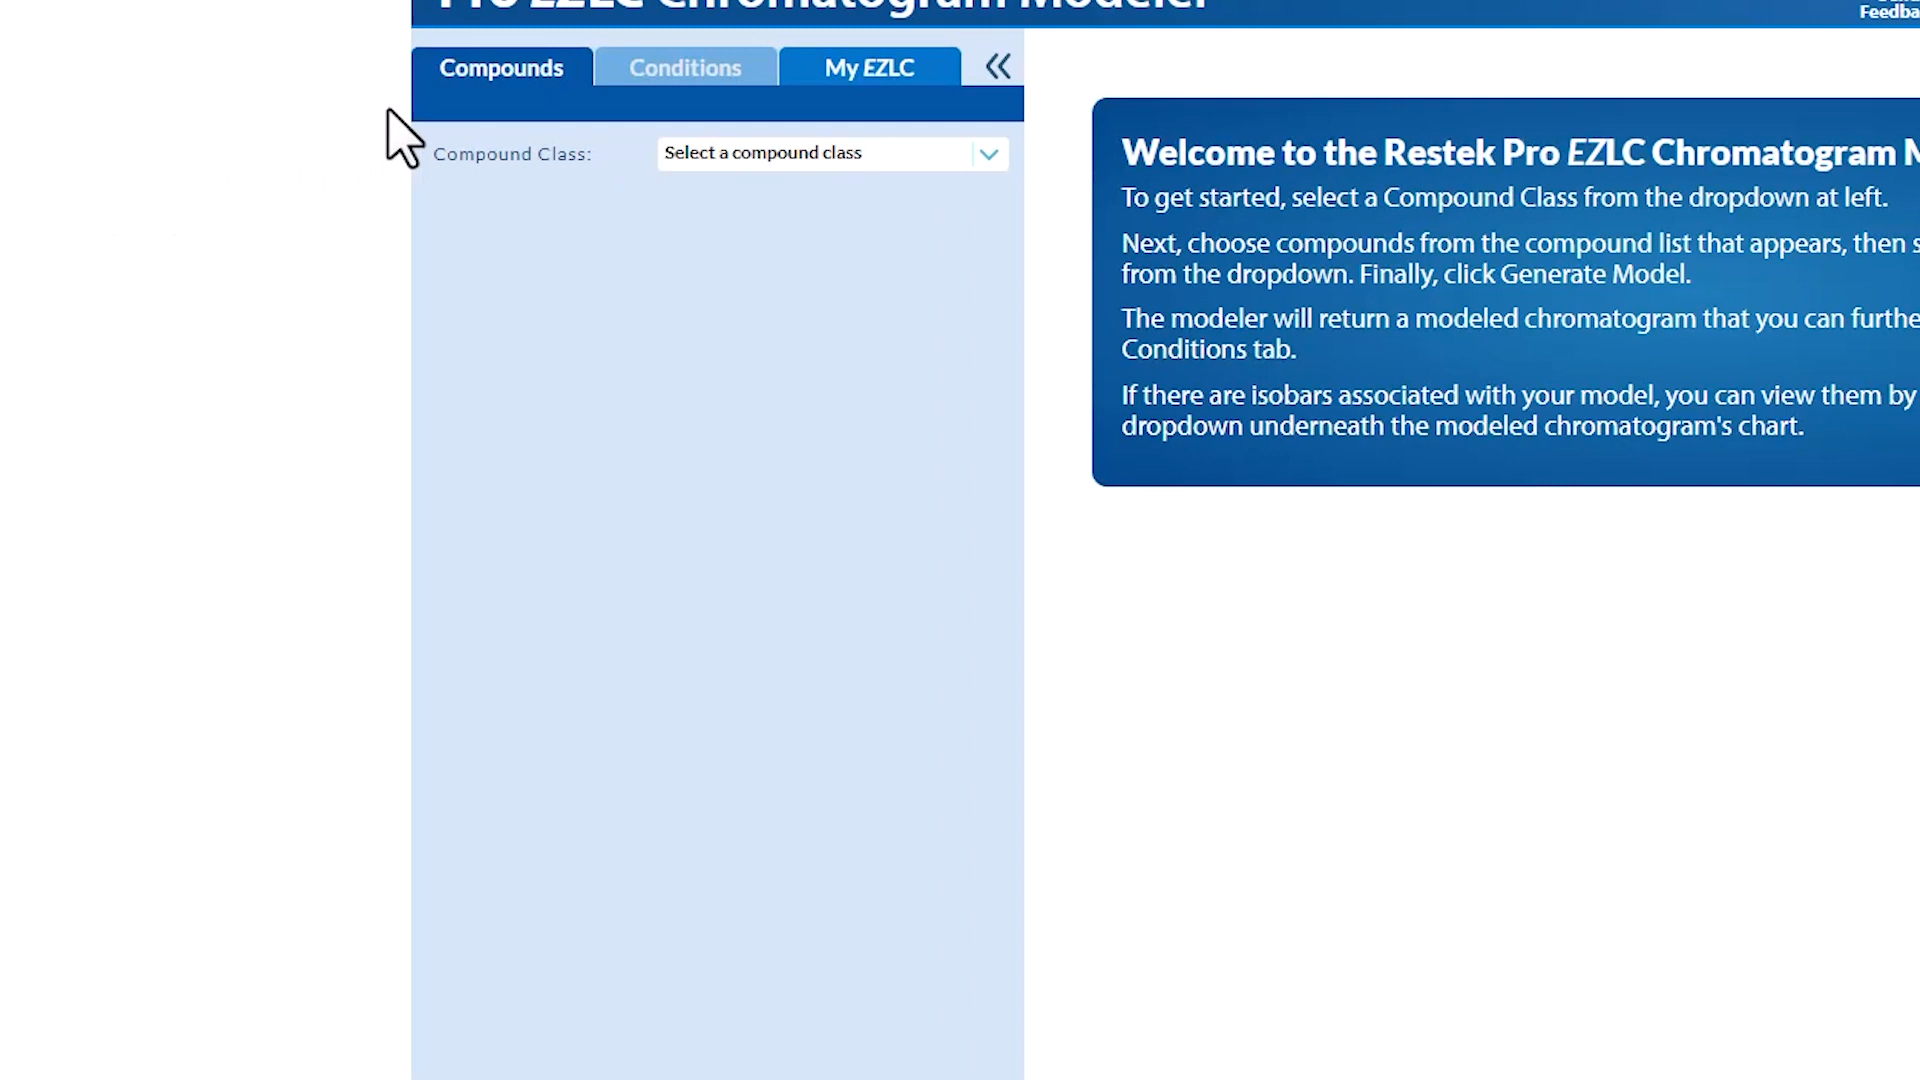 Pro EZLC Chromatogram Modeler
Feedba
Compounds
Conditions
My EZLC
Compound Class:
Select a compound class
Welcome to the Restek Pro EZLC Chromatogram M
To get started, select a Compound Class from the dropdown at left.
Next, choose compounds from the compound list that appears, then s
from the dropdown. Finally, click Generate Model.
The modeler will return a modeled chromatogram that you can furthe
Conditions tab.
If there are isobars associated with your model, you can view them by
dropdown underneath the modeled chromatogram's chart.